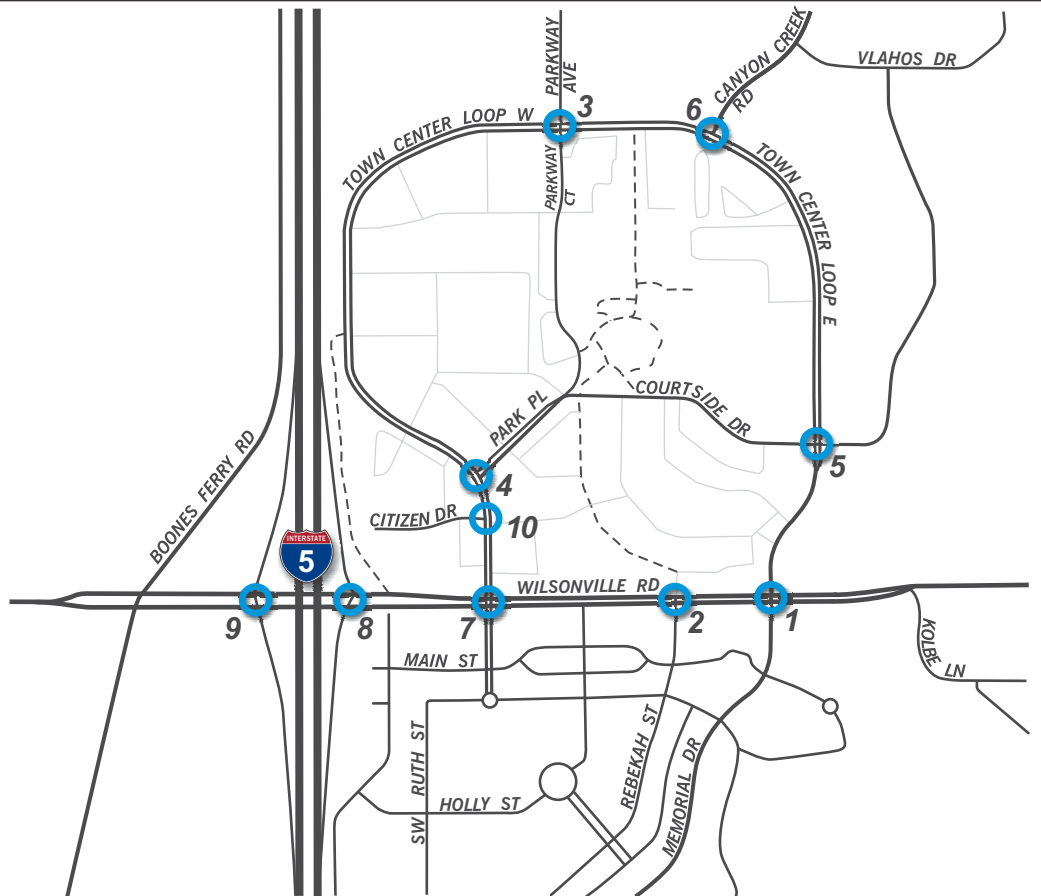 PARKWAY
AVE
CANYON CREEK
RD
VLAHOS DR
3
6
TOWN CENTER LOOP W
PARKWAY
CT
TOWN CENTER LOOP E
COURTSIDE DR
PARK PL
5
4
BOONES FERRY RD
CITIZEN DR
10
INTERSTATE
5
WILSONVILLE RD
9
8
7
2
1
KOLBE LN
MAIN ST
SW RUTH ST
REBEKAH ST
MEMORIAL DR
HOLLY ST